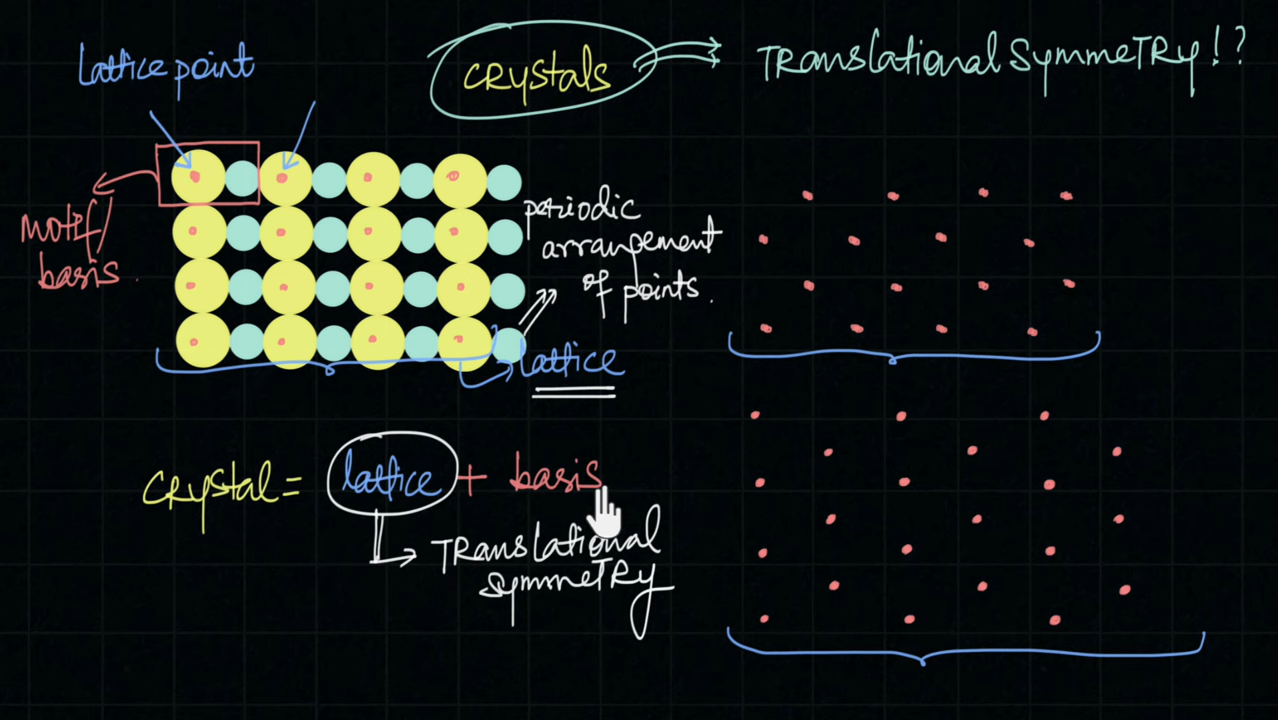 Lattice point
crystals
Translational Symmetry!?
motif/
basis
periodic
arrangement
of points.
lattice
crystal = lattice + basis
Translational
symmetry